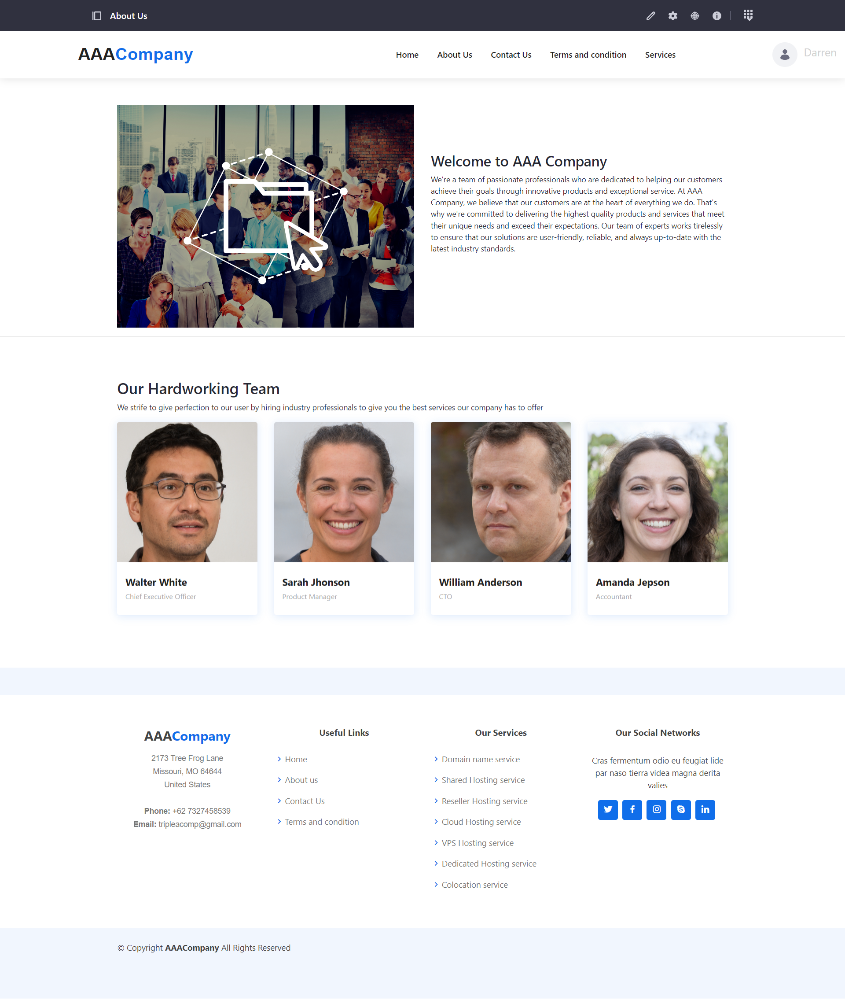 About Us
AAACompany
Home About Us Contact Us Terms and condition Services
Darren
Welcome to AAA Company
We're a team of passionate professionals who are dedicated to helping our customers
achieve their goals through innovative products and exceptional service. At AAA
Company, we believe that our customers are at the heart of everything we do. That's
why we're committed to delivering the highest quality products and services that meet
their unique needs and exceed their expectations. Our team of experts works tirelessly
to ensure that our solutions are user-friendly, reliable, and always up-to-date with the
latest industry standards.
Our Hardworking Team
We strife to give perfection to our user by hiring industry professionals to give you the best services our company has to offer
Walter White
Chief Executive Officer
Sarah Jhonson
Product Manager
William Anderson
CTO
Amanda Jepson
Accountant
AAACompany
2173 Tree Frog Lane
Missouri, MO 64644
United States
Phone: +62 7327458539
Email: tripleacomp@gmail.com
Useful Links
Home
About us
Contact Us
Terms and condition
Our Services
Domain name service
Shared Hosting service
Reseller Hosting service
Cloud Hosting service
VPS Hosting service
Dedicated Hosting service
Colocation service
Our Social Networks
Cras fermentum odio eu feugiat lide
par naso tierra videa magna derita
valies
© Copyright AAACompany All Rights Reserved